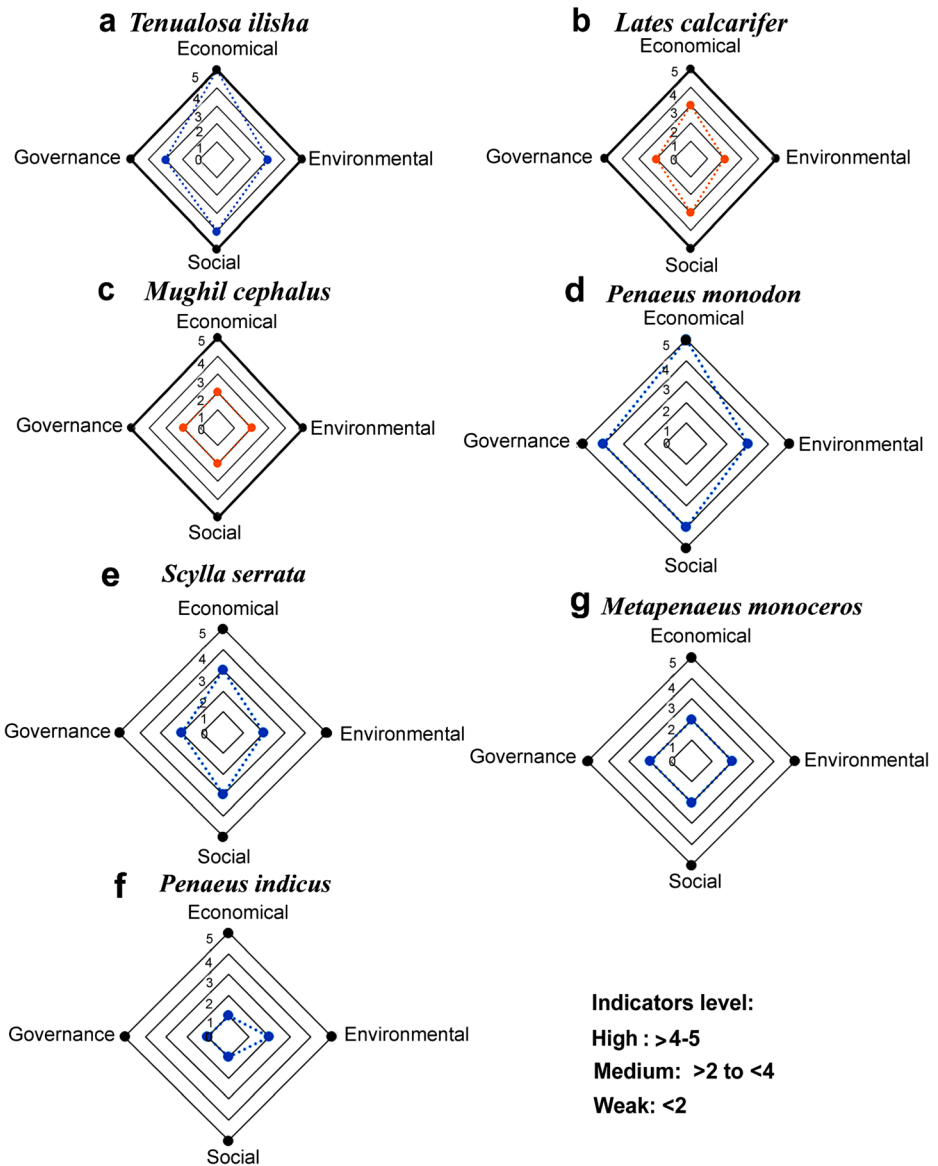 a Tenualosa ilisha
Economical
5
4
3
2
1
0
Governance
Environmental
Social
b Lates calcarifer
Economical
5
4
3
2
1
0
Governance
Environmental
Social
c Mughil cephalus
Economical
5
4
3
2
1
0
Governance
Environmental
Social
d Penaeus monodon
Economical
5
4
3
2
1
0
Governance
Environmental
Social
e Scylla serrata
Economical
5
4
3
2
1
0
Governance
Environmental
Social
g Metapenaeus monoceros
Economical
5
4
3
2
1
0
Governance
Environmental
Social
f Penaeus indicus
Economical
5
4
3
2
1
0
Governance
Environmental
Social
Indicators level:
High : >4-5
Medium: >2 to <4
Weak: <2